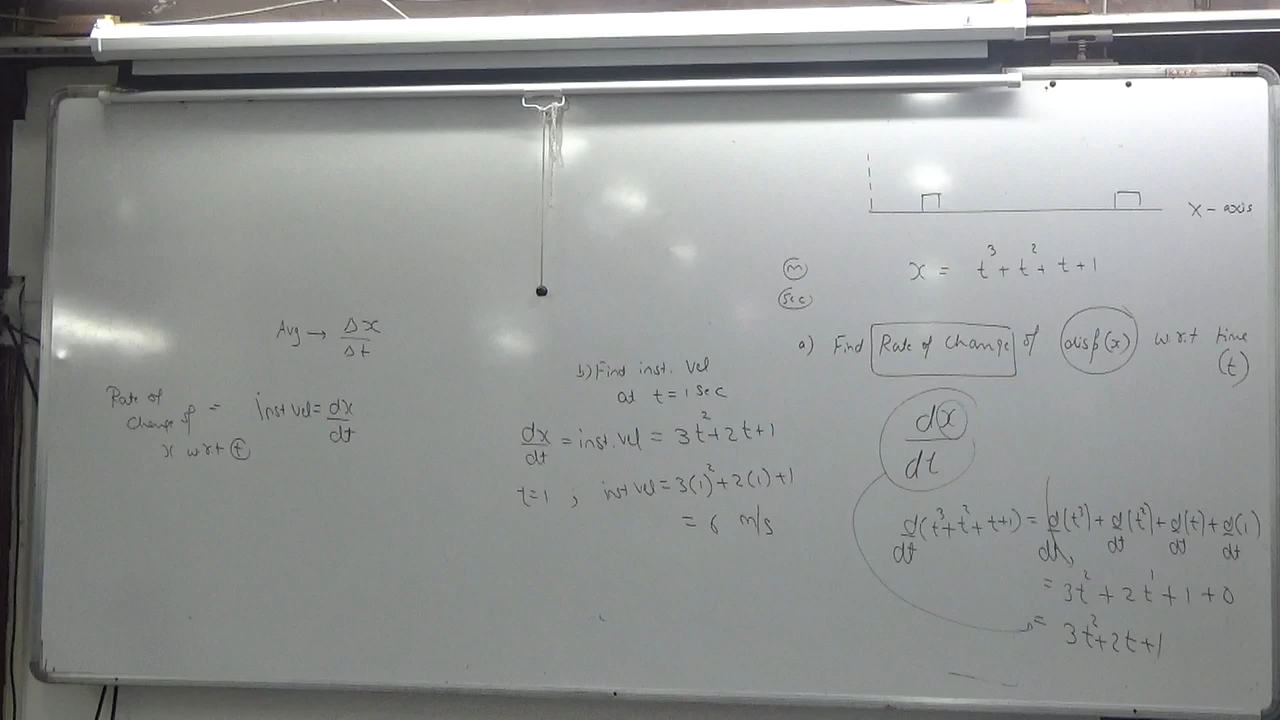 X - axis
(m) x = t³ + t² + t + 1
(sec)
a) Find Rate of Change of disp(x) w.r.t time (t)
dx/dt
d/dt(t³+t²+t+1) = d/dt(t³) + d/dt(t²) + d/dt(t) + d/dt(1)
= 3t² + 2t¹ + 1 + 0
= 3t²+2t+1
b) Find inst. vel
at t = 1 sec
dx/dt = inst. vel = 3t²+2t+1
t=1 ; inst vel = 3(1)²+2(1)+1
= 6 m/s
Avg → Δx/Δt
Rate of
Change of = Inst vel = dx/dt
x w.r.t t